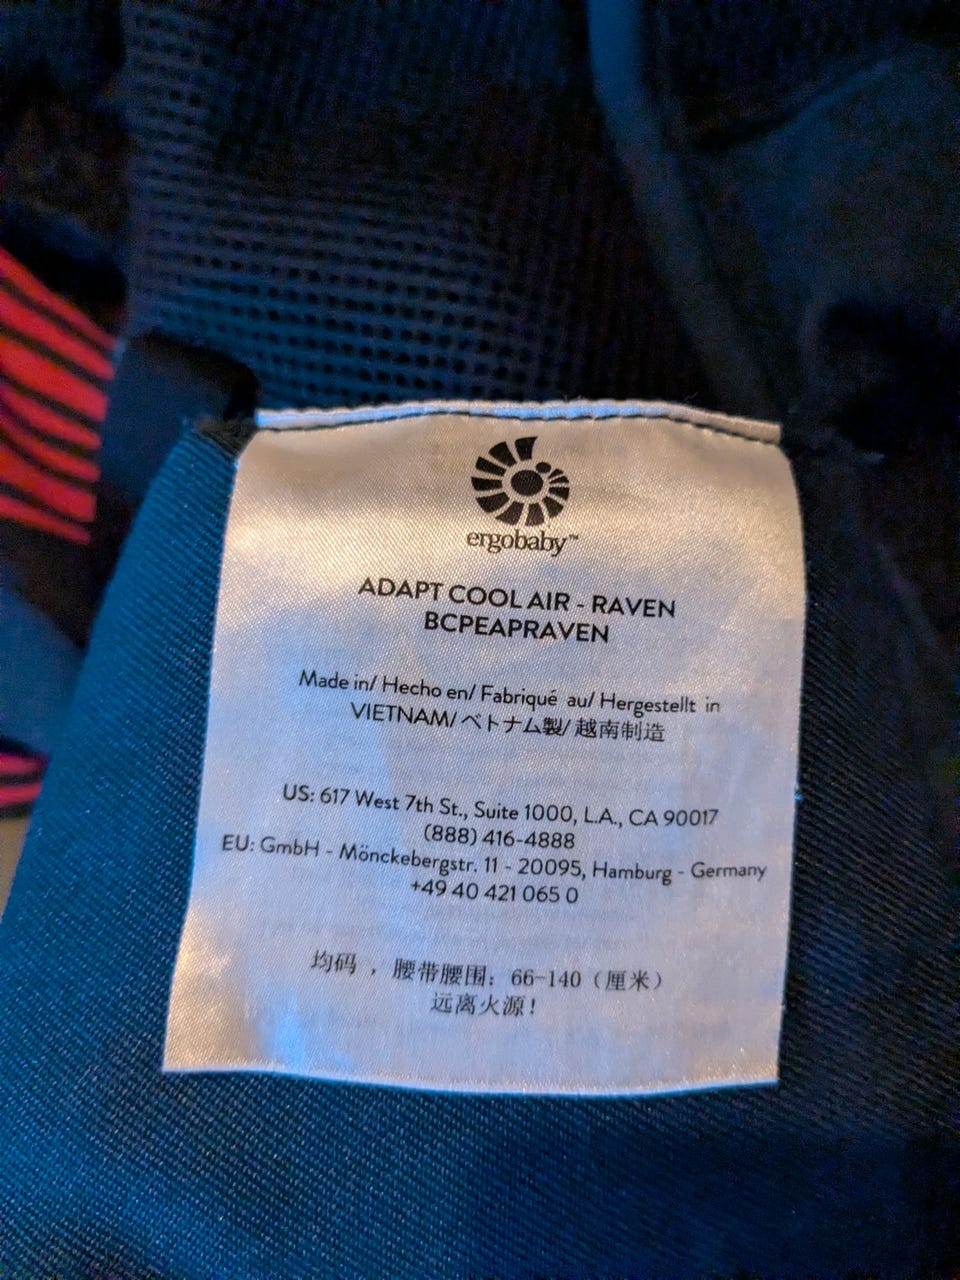 ergobaby™
ADAPT COOL AIR - RAVEN
BCPEAPRAVEN
Made in/ Hecho en/ Fabriqué au/ Hergestellt in
VIETNAM/ ベトナム製/ 越南制造
US: 617 West 7th St., Suite 1000, L.A., CA 90017
(888) 416-4888
EU: GmbH - Mönckebergstr. 11 - 20095, Hamburg - Germany
+49 40 421 065 0
均码 ，腰带腰围：66-140（厘米）
远离火源！